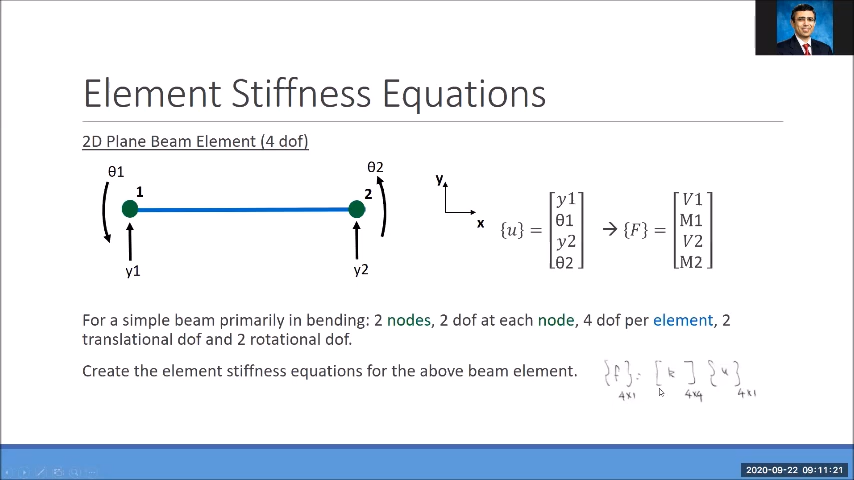 Element Stiffness Equations
2D Plane Beam Element (4 dof)
θ1
θ2
1
2
y1
y2
y
x
{u} = [y1 θ1 y2 θ2] → {F} = [V1 M1 V2 M2]
For a simple beam primarily in bending: 2 nodes, 2 dof at each node, 4 dof per element, 2
translational dof and 2 rotational dof.
Create the element stiffness equations for the above beam element.
{f} = [k] {u}
4x1 4x4 4x1
2020-09-22 09:11:21